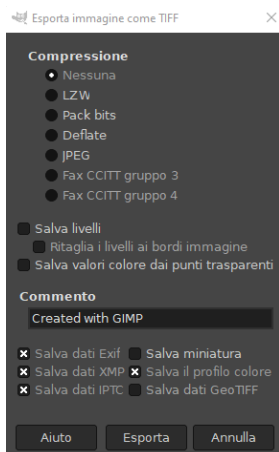 Esporta immagine come TIFF
Compressione
Nessuna
LZW
Pack bits
Deflate
JPEG
Fax CCITT gruppo 3
Fax CCITT gruppo 4
Salva livelli
Ritaglia i livelli ai bordi immagine
Salva valori colore dai punti trasparenti
Commento
Created with GIMP
Salva dati Exif Salva miniatura
Salva dati XMP Salva il profilo colore
Salva dati IPTC Salva dati GeoTIFF
Aiuto Esporta Annulla